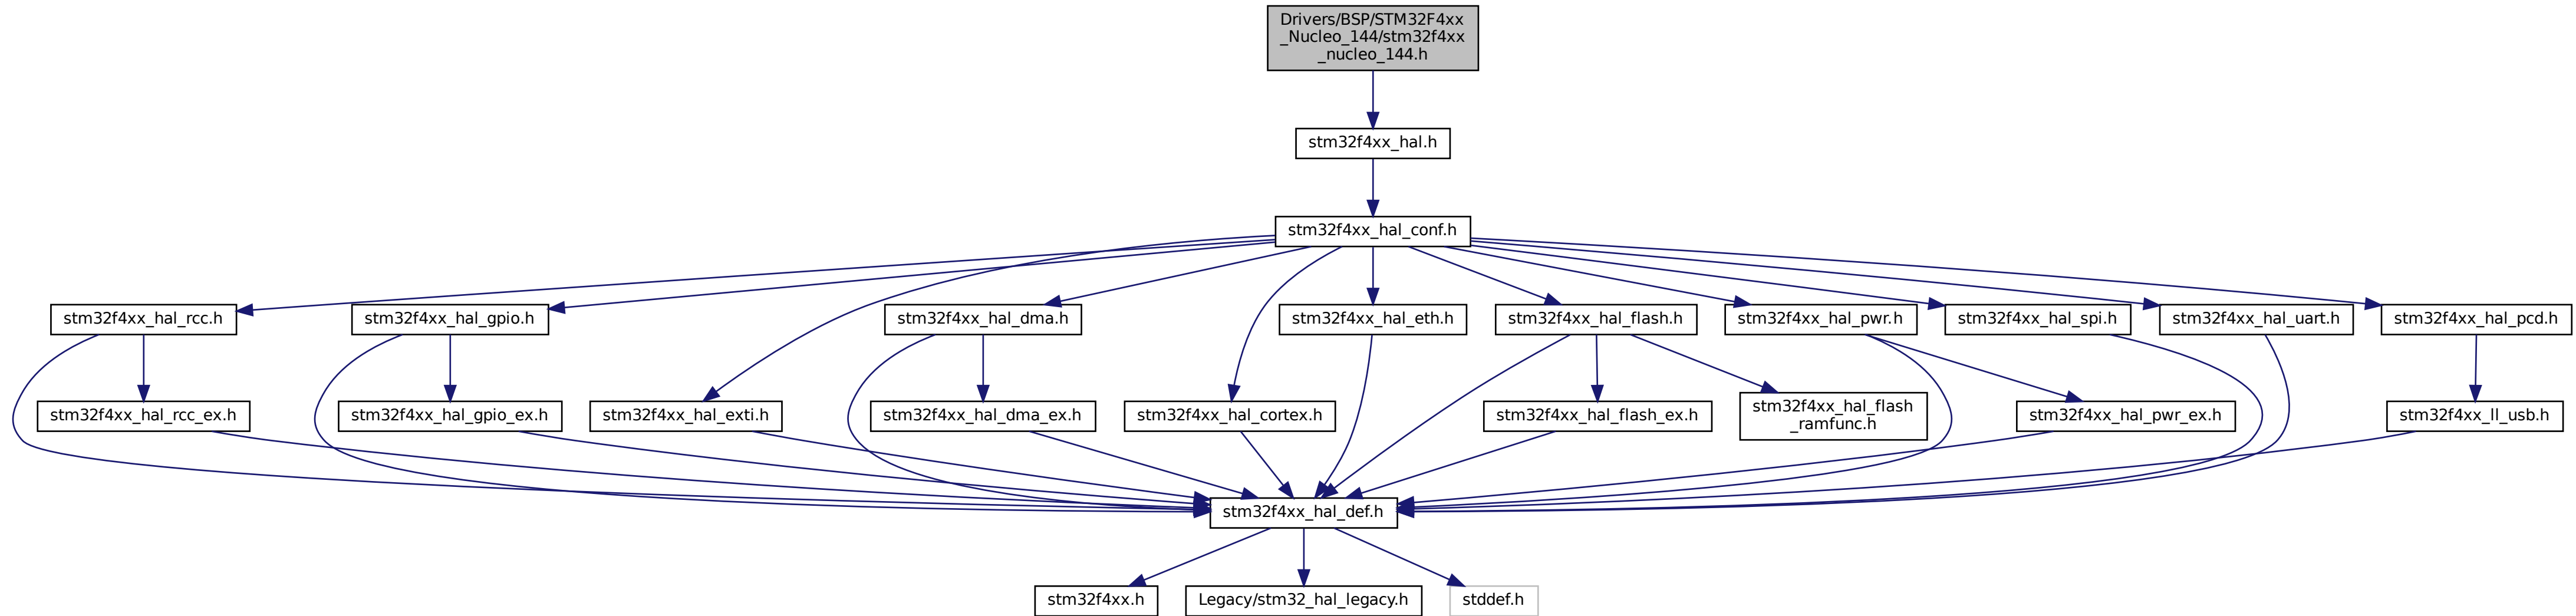 Drivers/BSP/STM32F4xx
_Nucleo_144/stm32f4xx
_nucleo_144.h
stm32f4xx_hal.h
stm32f4xx_hal_conf.h
stm32f4xx_hal_rcc.h
stm32f4xx_hal_gpio.h
stm32f4xx_hal_dma.h
stm32f4xx_hal_eth.h
stm32f4xx_hal_flash.h
stm32f4xx_hal_pwr.h
stm32f4xx_hal_spi.h
stm32f4xx_hal_uart.h
stm32f4xx_hal_pcd.h
stm32f4xx_hal_rcc_ex.h
stm32f4xx_hal_gpio_ex.h
stm32f4xx_hal_exti.h
stm32f4xx_hal_dma_ex.h
stm32f4xx_hal_cortex.h
stm32f4xx_hal_flash_ex.h
stm32f4xx_hal_flash
_ramfunc.h
stm32f4xx_hal_pwr_ex.h
stm32f4xx_ll_usb.h
stm32f4xx_hal_def.h
stm32f4xx.h
Legacy/stm32_hal_legacy.h
stddef.h